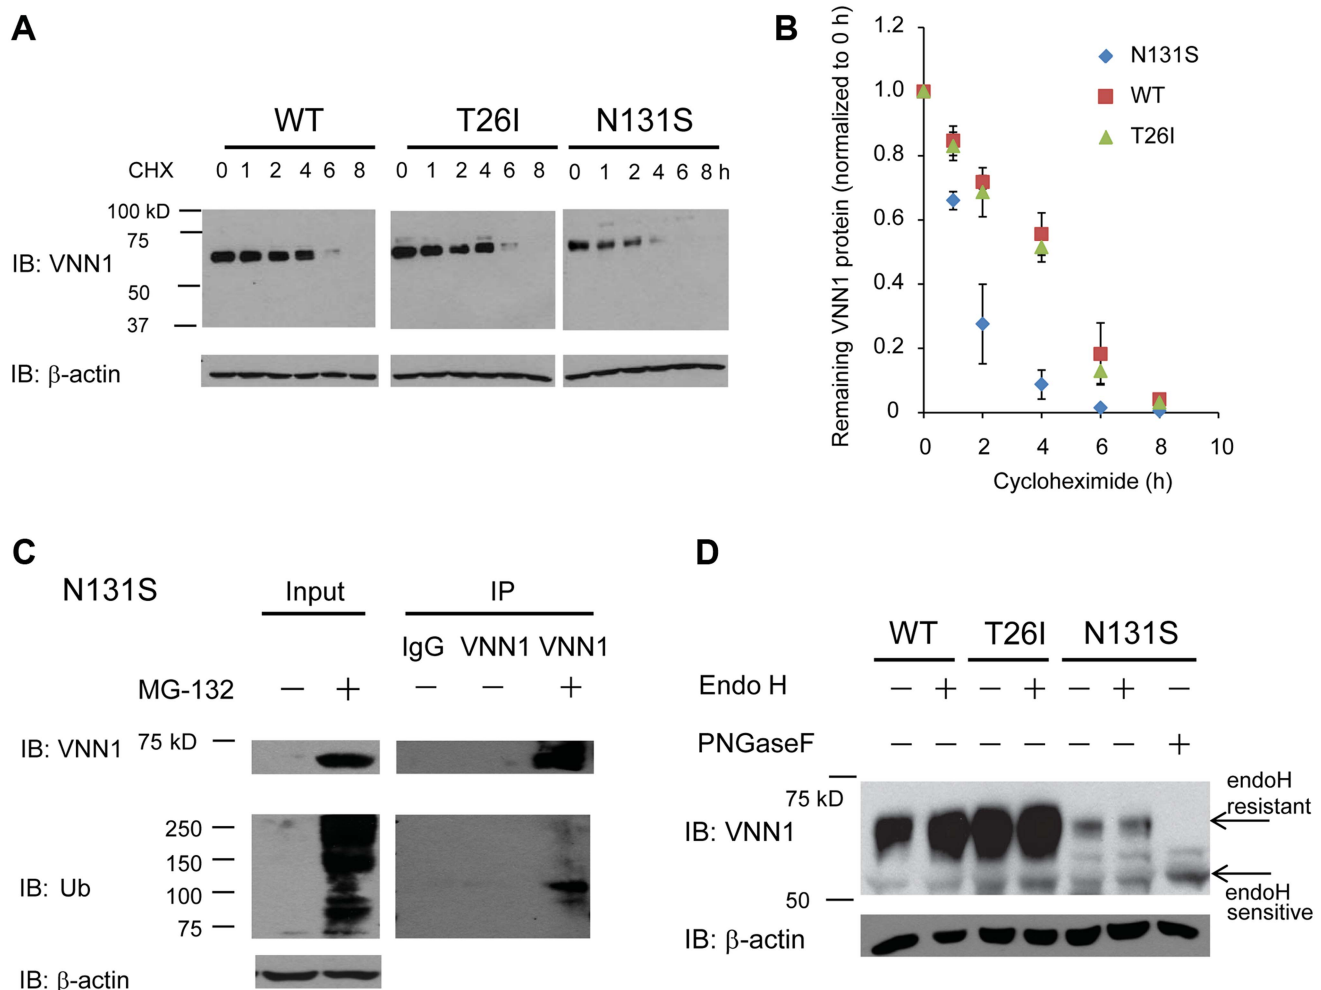 A
WT T26I N131S
CHX 0 1 2 4 6 8 0 1 2 4 6 8 0 1 2 4 6 8 h
100 kD
75
IB: VNN1
50
37
IB: β-actin
B
Remaining VNN1 protein (normalized to 0 h)
1.2
1.0
0.8
0.6
0.4
0.2
0
0 2 4 6 8 10
Cycloheximide (h)
N131S
WT
T26I
C
N131S
Input IP
IgG VNN1 VNN1
MG-132 − + − − +
IB: VNN1 75 kD
250
150
IB: Ub
100
75
IB: β-actin
D
WT T26I N131S
Endo H − + − + − + −
PNGaseF − − − − − − +
75 kD
IB: VNN1
50
IB: β-actin
endoH
resistant
endoH
sensitive